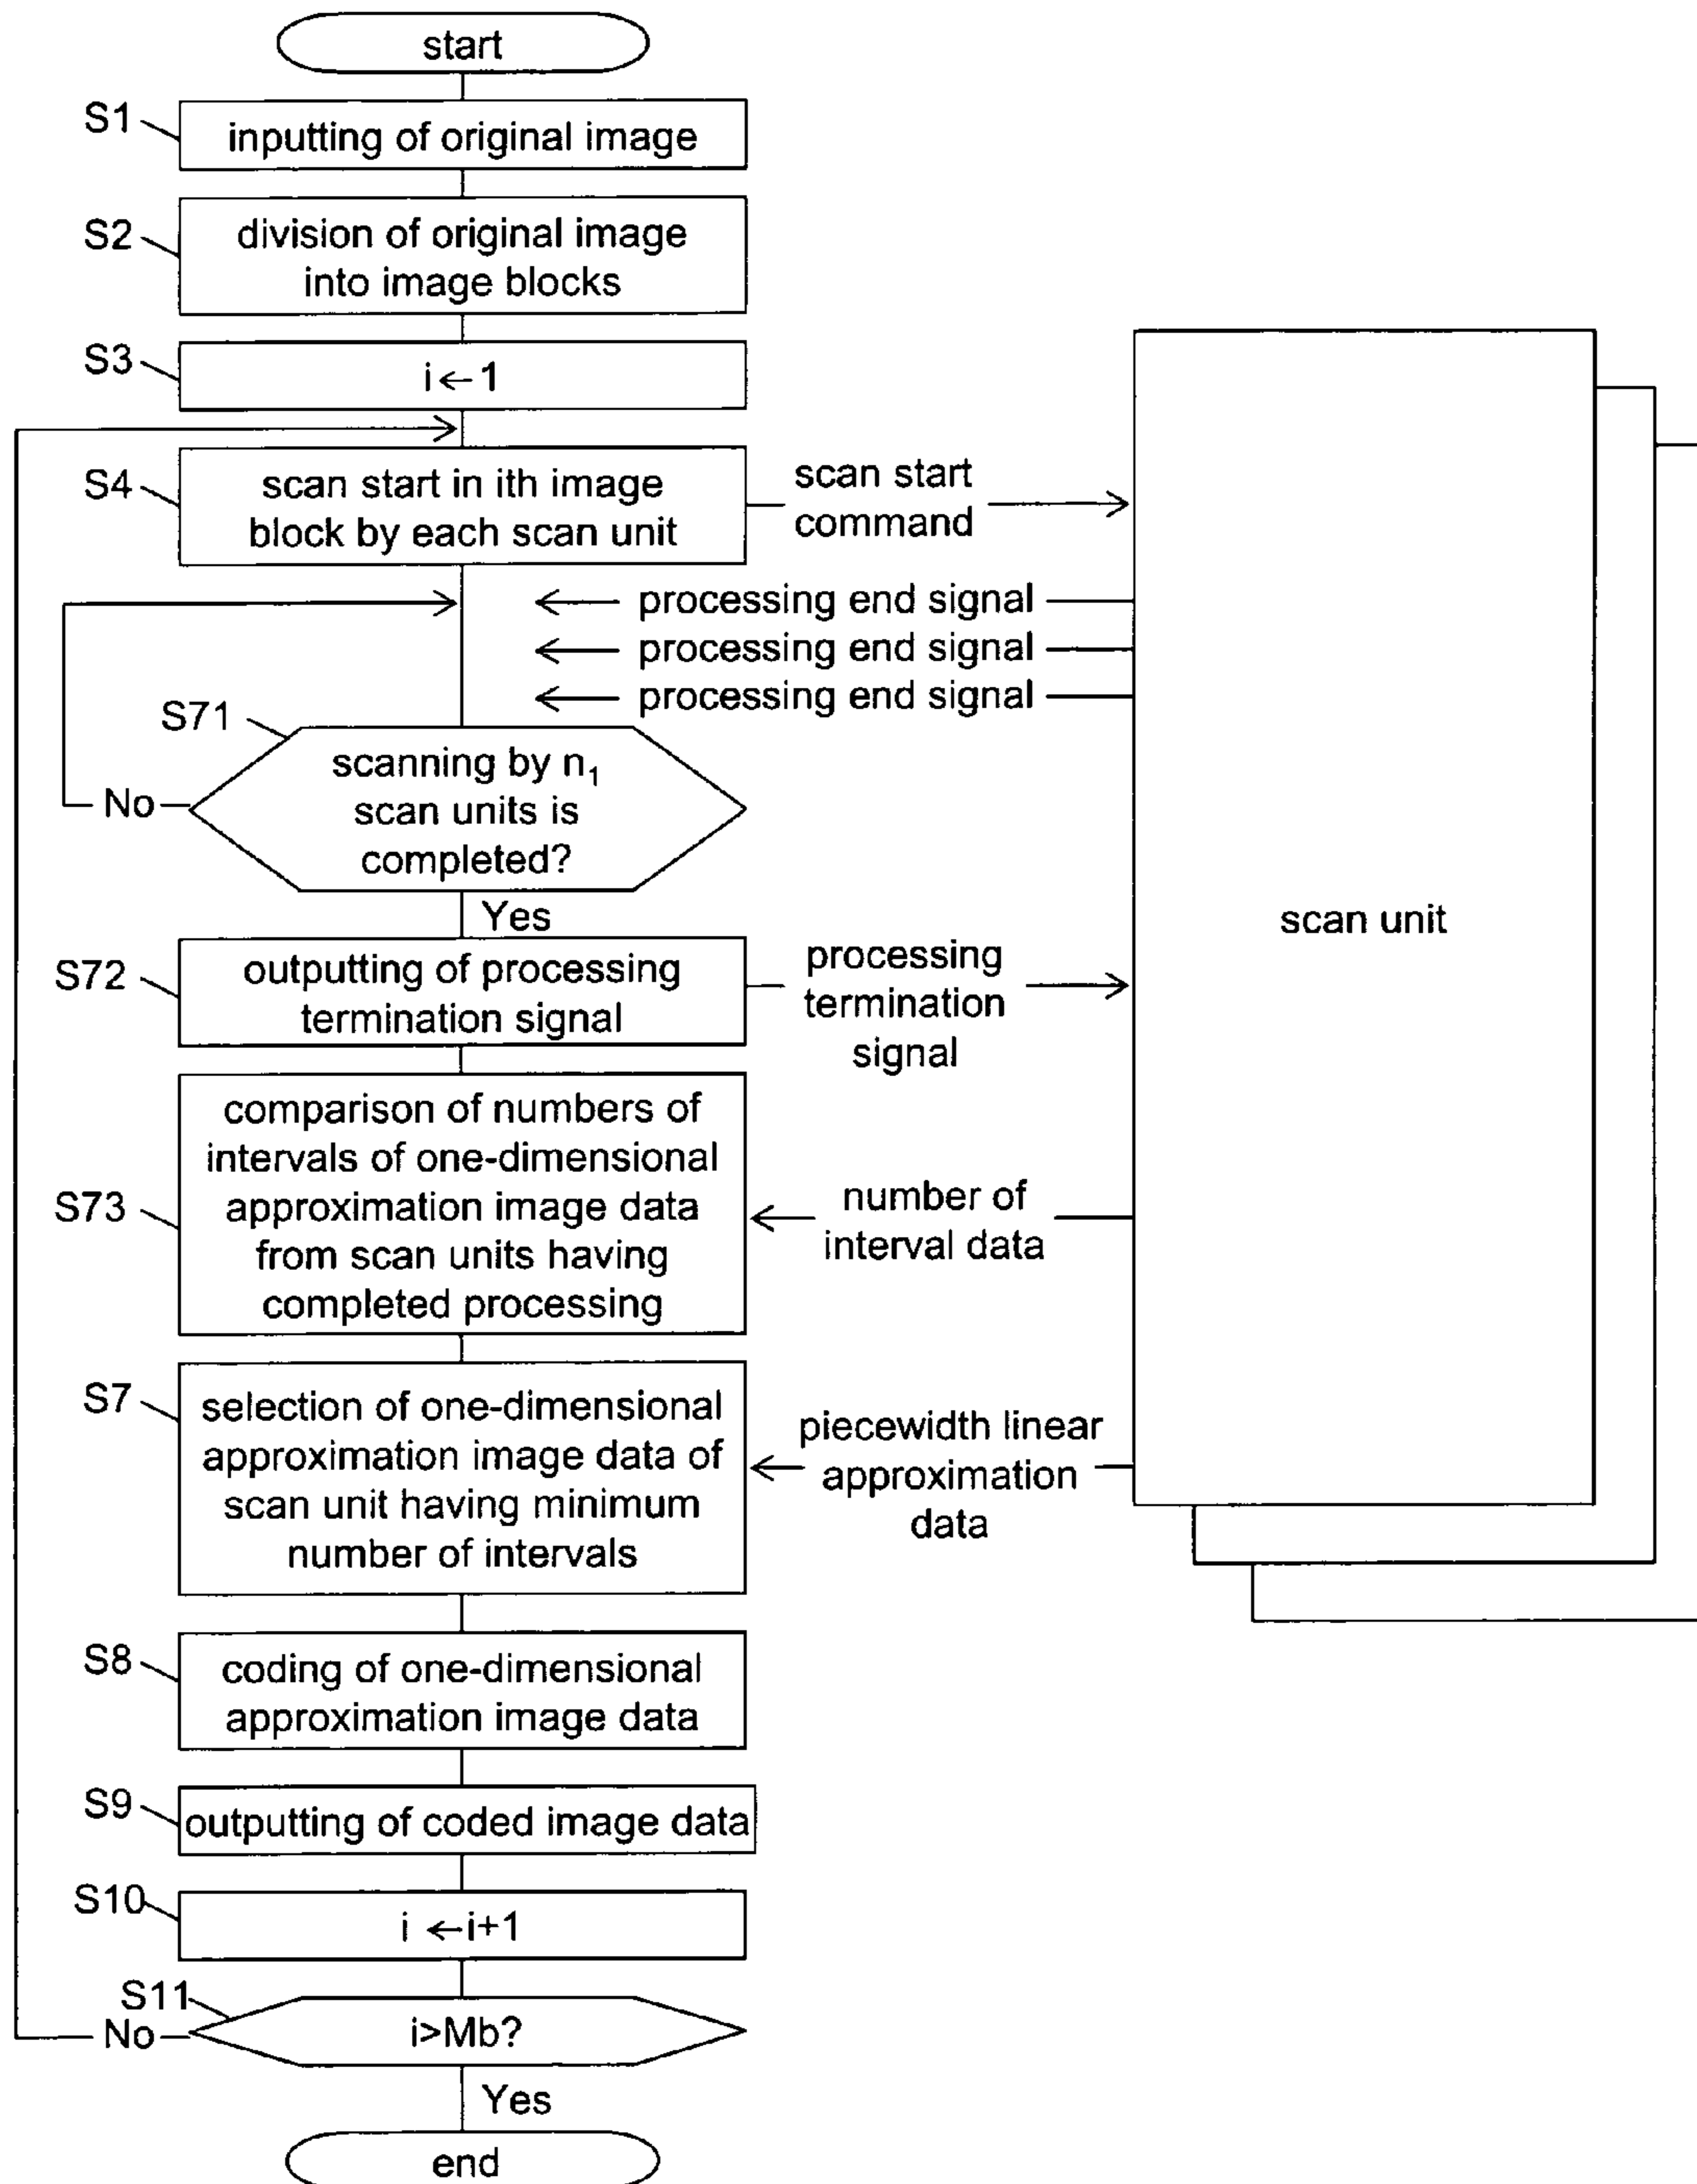 start
S1
inputting of original image
S2
division of original image
into image blocks
S3
i←1
S4
scan start in ith image
block by each scan unit
scan start
command
processing end signal
processing end signal
processing end signal
S71
scanning by n₁
scan units is
completed?
No
Yes
scan unit
S72
outputting of processing
termination signal
processing
termination
signal
S73
comparison of numbers of
intervals of one-dimensional
approximation image data
from scan units having
completed processing
number of
interval data
S7
selection of one-dimensional
approximation image data of
scan unit having minimum
number of intervals
piecewidth linear
approximation
data
S8
coding of one-dimensional
approximation image data
S9
outputting of coded image data
S10
i ←i+1
S11
i>Mb?
No
Yes
end